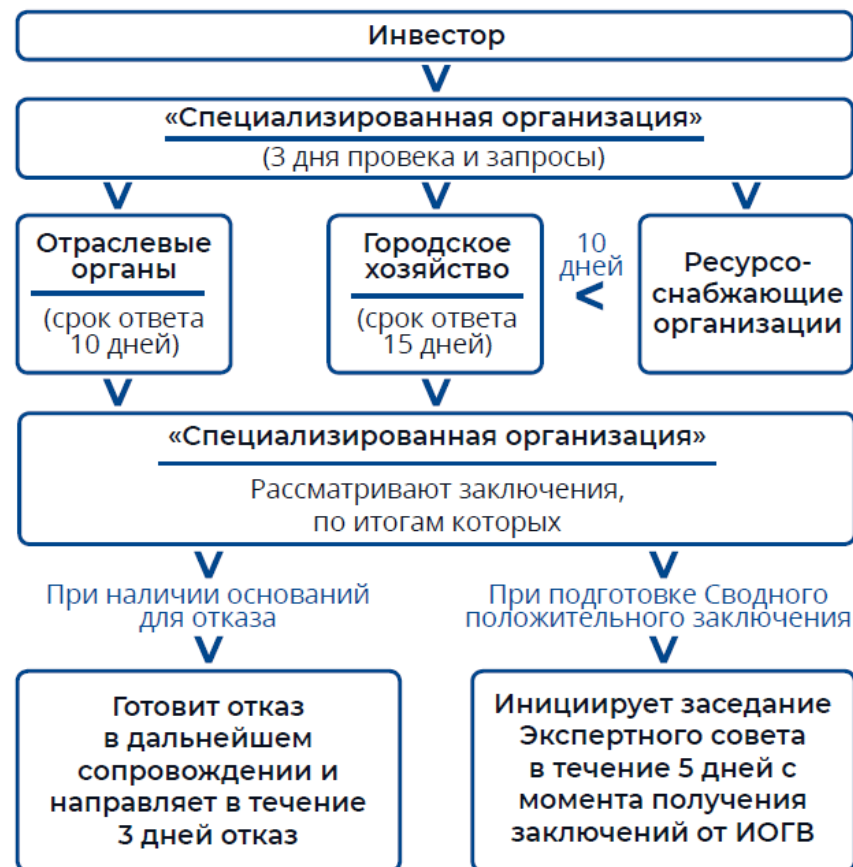 Инвестор
«Специализированная организация»
(3 дня провека и запросы)
Отраслевые
органы
(срок ответа
10 дней)
Городское
хозяйство
(срок ответа
15 дней)
10
дней
Ресурсо-
снабжающие
организации
«Специализированная организация»
Рассматривают заключения,
по итогам которых
При наличии оснований
для отказа
При подготовке Сводного
положительного заключения
Готовит отказ
в дальнейшем
сопровождении и
направляет в течение
3 дней отказ
Инициирует заседание
Экспертного совета
в течение 5 дней с
момента получения
заключений от ИОГВ